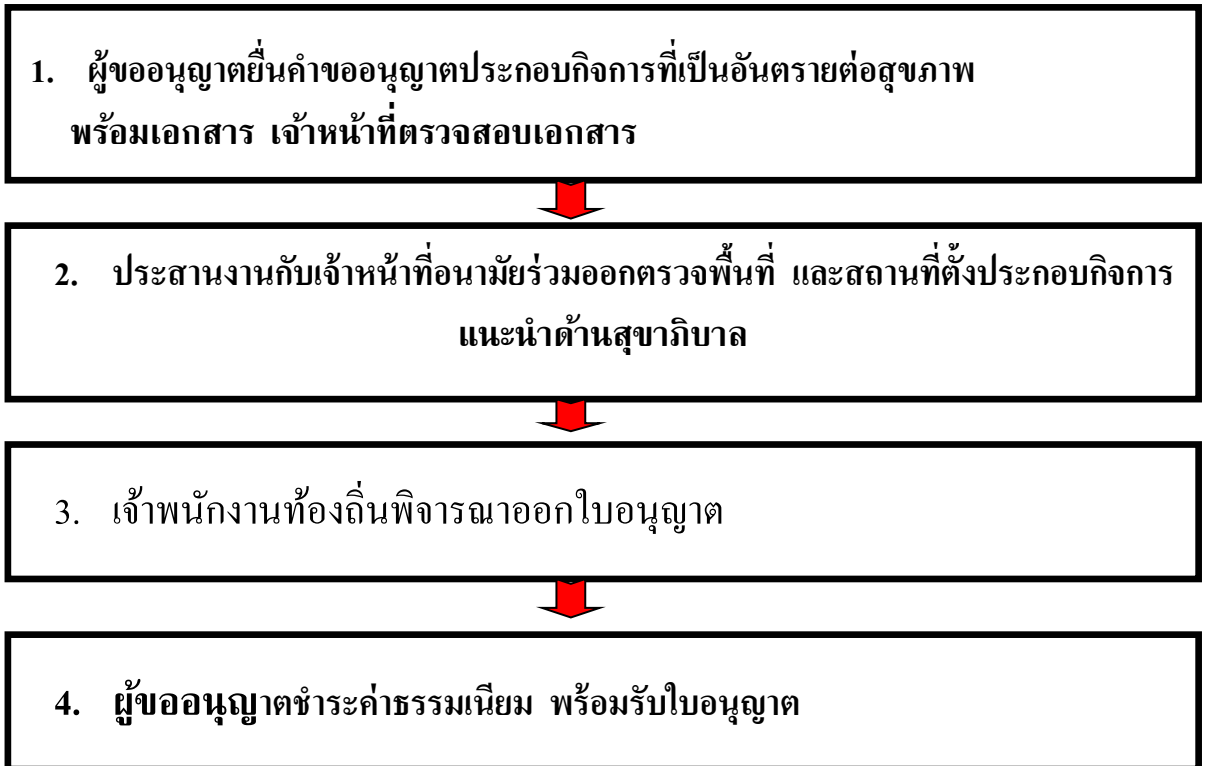 1. ผู้ขออนุญาตยื่นคำขออนุญาตประกอบกิจการที่เป็นอันตรายต่อสุขภาพ
พร้อมเอกสาร เจ้าหน้าที่ตรวจสอบเอกสาร
2. ประสานงานกับเจ้าหน้าที่อนามัยร่วมออกตรวจพื้นที่ และสถานที่ตั้งประกอบกิจการ
แนะนำด้านสุขาภิบาล
3. เจ้าพนักงานท้องถิ่นพิจารณาออกใบอนุญาต
4. ผู้ขออนุญาตชำระค่าธรรมเนียม พร้อมรับใบอนุญาต